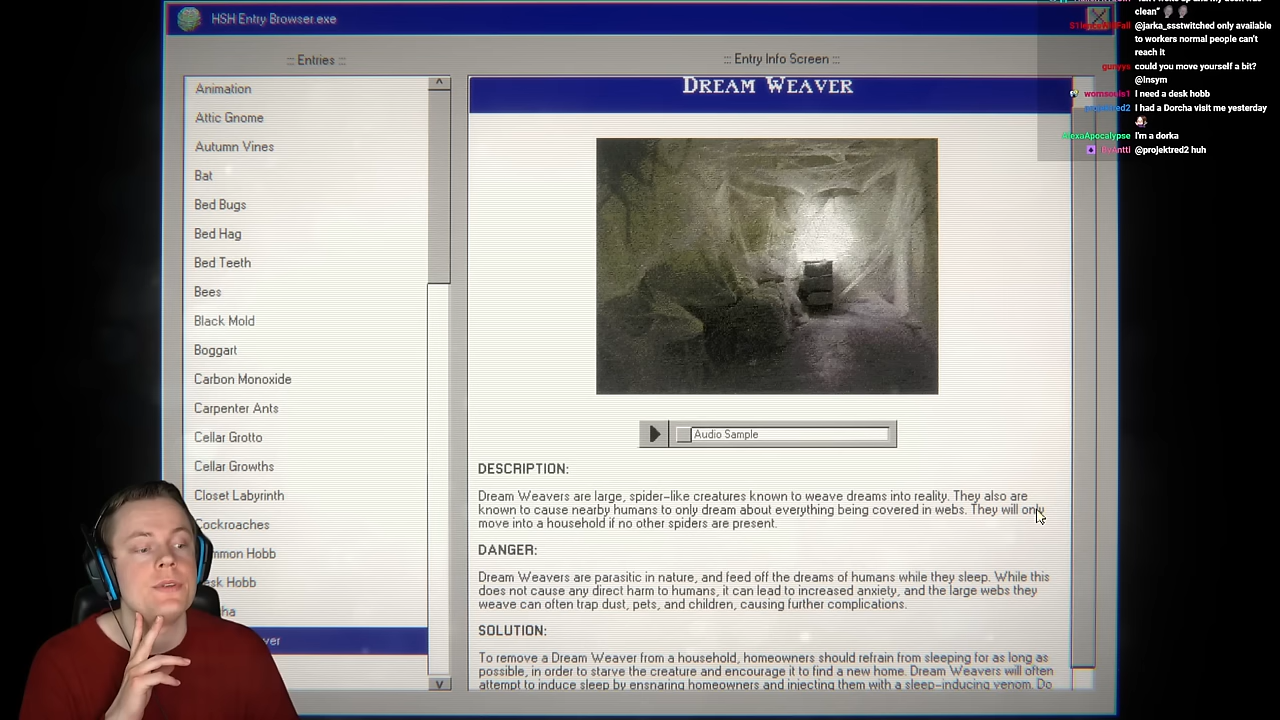 HSH Entry Browser.exe
::: Entries :::
Animation
Attic Gnome
Autumn Vines
Bat
Bed Bugs
Bed Hag
Bed Teeth
Bees
Black Mold
Boggart
Carbon Monoxide
Carpenter Ants
Cellar Grotto
Cellar Growths
Closet Labyrinth
Cockroaches
mmon Hobb
esk Hobb
ha
ver
::: Entry Info Screen :::
DREAM WEAVER
Audio Sample
DESCRIPTION:
Dream Weavers are large, spider-like creatures known to weave dreams into reality. They also are
known to cause nearby humans to only dream about everything being covered in webs. They will only
move into a household if no other spiders are present.
DANGER:
Dream Weavers are parasitic in nature, and feed off the dreams of humans while they sleep. While this
does not cause any direct harm to humans, it can lead to increased anxiety, and the large webs they
weave can often trap dust, pets, and children, causing further complications.
SOLUTION:
To remove a Dream Weaver from a household, homeowners should refrain from sleeping for as long as
possible, in order to starve the creature and encourage it to find a new home. Dream Weavers will often
attempt to induce sleep by ensnaring homeowners and injecting them with a sleep-inducing venom. Do
clean"
@jarka_ssstwitched only available
to workers normal people can't
reach it
could you move yourself a bit?
@Insym
womsouls1 I need a desk hobb
projektred2 I had a Dorcha visit me yesterday
AlexaApocalypse I'm a dorka
@projektred2 huh